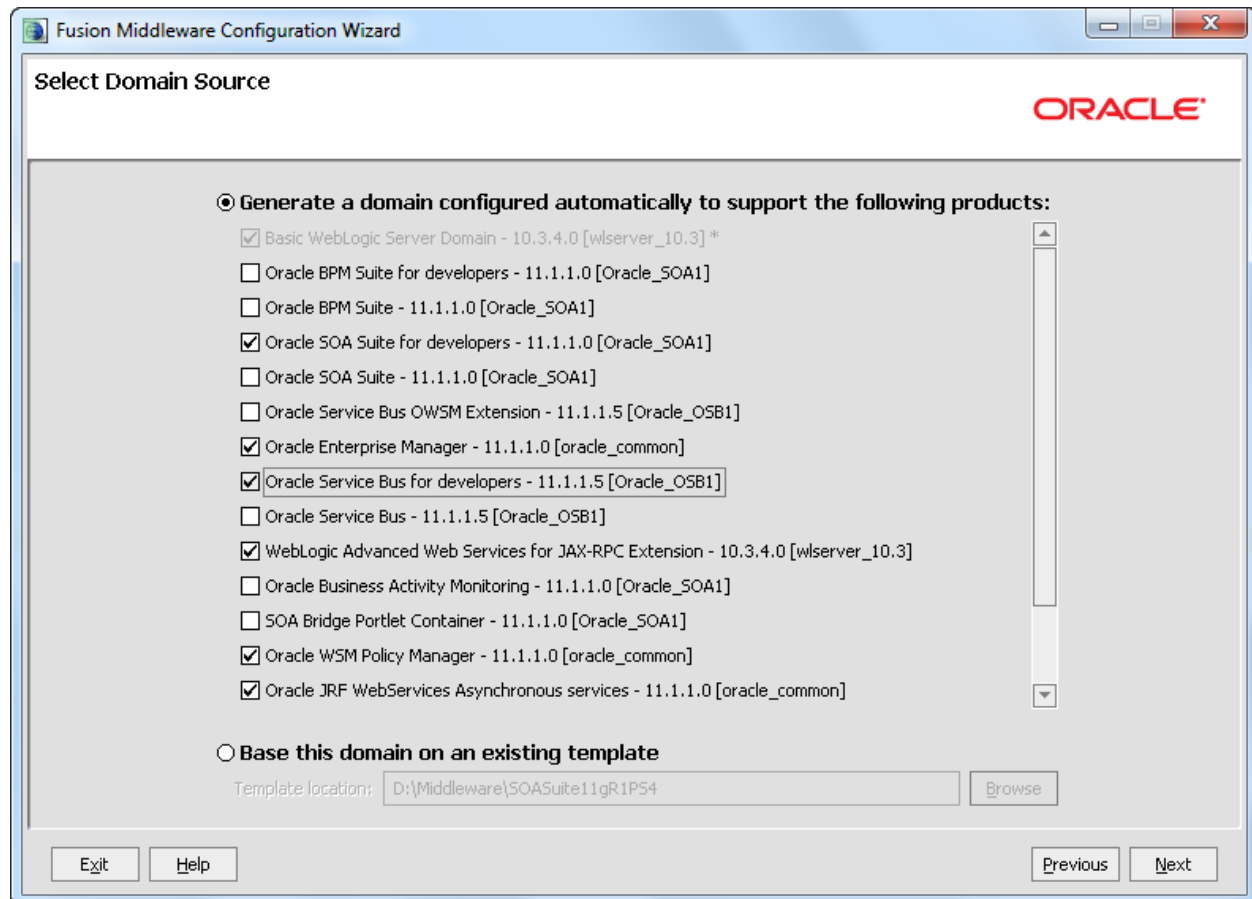 Fusion Middleware Configuration Wizard
Select Domain Source
ORACLE
Generate a domain configured automatically to support the following products:
Basic WebLogic Server Domain - 10.3.4.0 [wlserver_10.3] *
Oracle BPM Suite for developers - 11.1.1.0 [Oracle_SOA1]
Oracle BPM Suite - 11.1.1.0 [Oracle_SOA1]
Oracle SOA Suite for developers - 11.1.1.0 [Oracle_SOA1]
Oracle SOA Suite - 11.1.1.0 [Oracle_SOA1]
Oracle Service Bus OWSM Extension - 11.1.1.5 [Oracle_OSB1]
Oracle Enterprise Manager - 11.1.1.0 [oracle_common]
Oracle Service Bus for developers - 11.1.1.5 [Oracle_OSB1]
Oracle Service Bus - 11.1.1.5 [Oracle_OSB1]
WebLogic Advanced Web Services for JAX-RPC Extension - 10.3.4.0 [wlserver_10.3]
Oracle Business Activity Monitoring - 11.1.1.0 [Oracle_SOA1]
SOA Bridge Portlet Container - 11.1.1.0 [Oracle_SOA1]
Oracle WSM Policy Manager - 11.1.1.0 [oracle_common]
Oracle JRF WebServices Asynchronous services - 11.1.1.0 [oracle_common]
Base this domain on an existing template
Template location: D:\Middleware\SOASuite11gR1PS4 Browse
Exit Help Previous Next